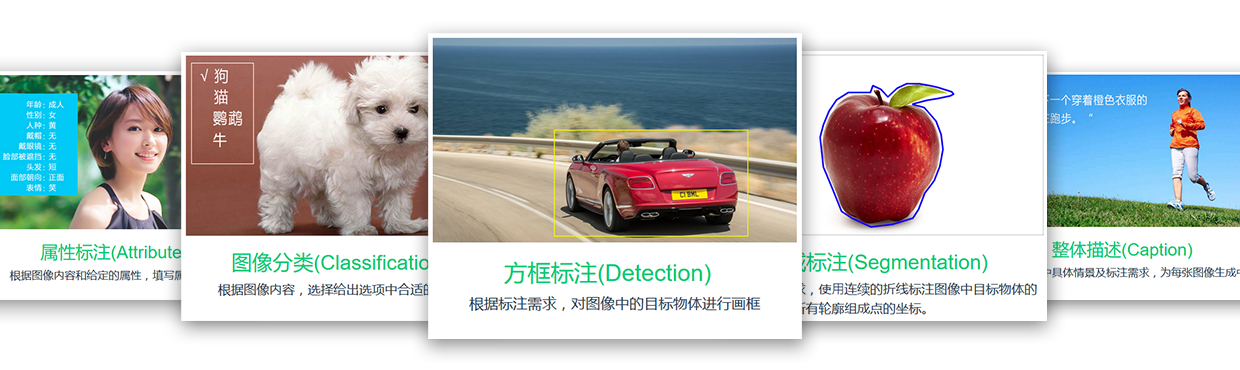 年龄：成人
性别：女
人种：黄
戴帽：无
戴眼镜：无
脸部被遮挡：无
头发：短
面部朝向：正面
表情：笑
属性标注(Attribute
根据图像内容和给定的属性，填写
√ 狗
猫
鹦鹉
牛
图像分类(Classificatio
根据图像内容，选择给出选项中合适的
C1 BML
方框标注(Detection)
根据标注需求，对图像中的目标物体进行画框
标注(Segmentation)
，使用连续的折线标注图像中目标物体的
所有轮廓组成点的坐标。
一个穿着橙色衣服的
跑步。“
整体描述(Caption)
具体情景及标注需求，为每张图像生成